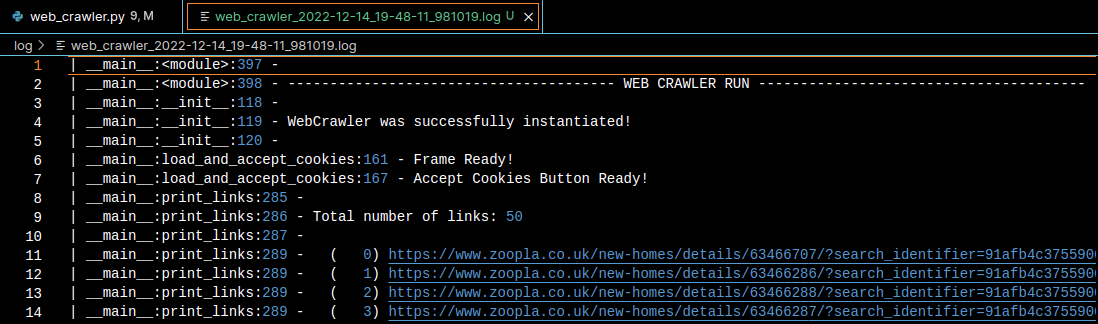 web_crawler.py 9, M web_crawler_2022-12-14_19-48-11_981019.log U ×
log > web_crawler_2022-12-14_19-48-11_981019.log
1 | __main__:<module>:397 -
2 | __main__:<module>:398 - --------------------------------------- WEB CRAWLER RUN ---------------------------------------
3 | __main__:__init__:118 -
4 | __main__:__init__:119 - WebCrawler was successfully instantiated!
5 | __main__:__init__:120 -
6 | __main__:load_and_accept_cookies:161 - Frame Ready!
7 | __main__:load_and_accept_cookies:167 - Accept Cookies Button Ready!
8 | __main__:print_links:285 -
9 | __main__:print_links:286 - Total number of links: 50
10 | __main__:print_links:287 -
11 | __main__:print_links:289 -   (   0) https://www.zoopla.co.uk/new-homes/details/63466707/?search_identifier=91afb4c375590
12 | __main__:print_links:289 -   (   1) https://www.zoopla.co.uk/new-homes/details/63466286/?search_identifier=91afb4c375590
13 | __main__:print_links:289 -   (   2) https://www.zoopla.co.uk/new-homes/details/63466288/?search_identifier=91afb4c375590
14 | __main__:print_links:289 -   (   3) https://www.zoopla.co.uk/new-homes/details/63466287/?search_identifier=91afb4c375590